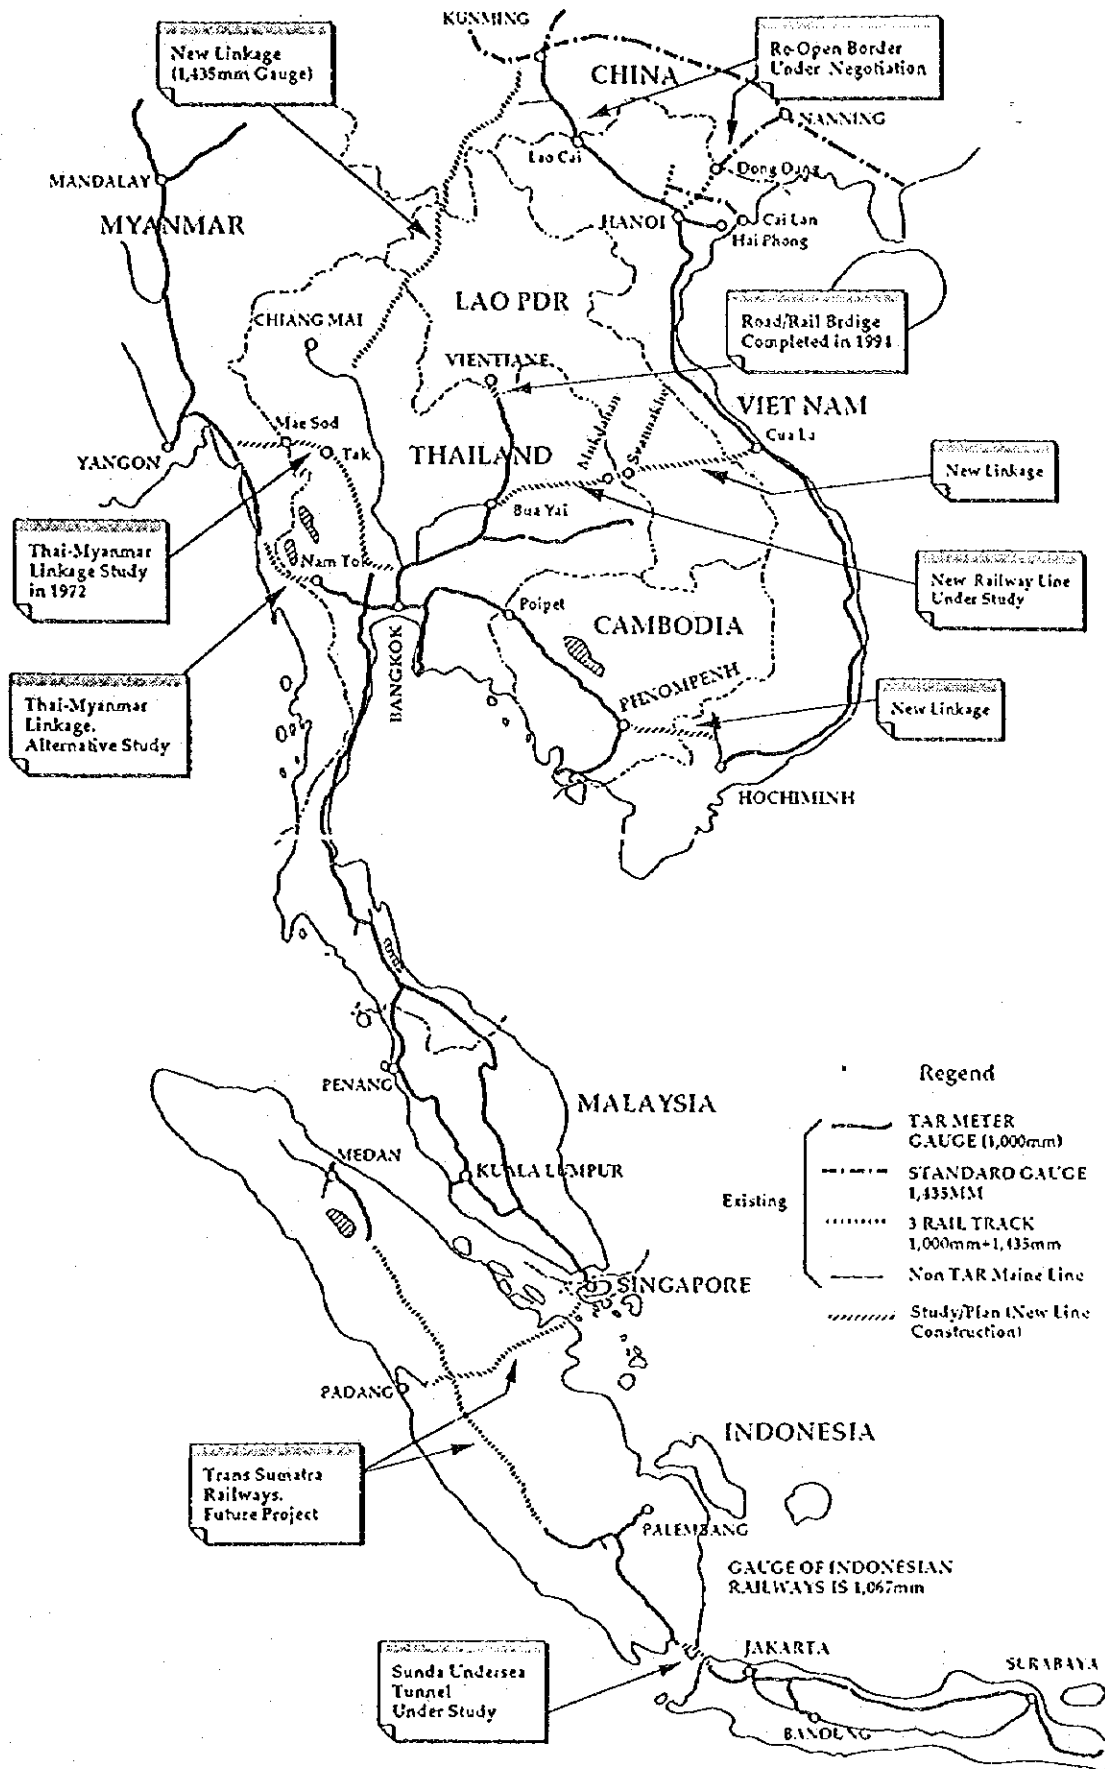 KUNMING
New Linkage
(1,435mm Gauge)
Re-Open Border
Under Negotiation
CHINA
NANNING
Lao Cai
Dong Dang
MANDALAY
MYANMAR
HANOI
Cai Lan
Hai Phong
LAO PDR
Road/Rail Brdige
Completed in 1994
CHIANG MAI
VIENTIANE
VIET NAM
Mukdahan
Savannakhet
Mae Sod
Tak
THAILAND
Cua La
YANGON
New Linkage
Bua Yai
Thai-Myanmar
Linkage Study
in 1972
Nam Tok
New Railway Line
Under Study
Poipet
CAMBODIA
BANGKOK
PHNOMPENH
Thai-Myanmar
Linkage.
Alternative Study
New Linkage
HOCHIMINH
Regend
PENANG
MALAYSIA
TAR METER
GAUGE (1,000mm)
MEDAN
KUALA LUMPUR
STANDARD GAUGE
1,435MM
Existing
3 RAIL TRACK
1,000mm+1,435mm
Non TAR Maine Line
SINGAPORE
Study/Plan (New Line
Construction)
PADANG
INDONESIA
Trans Sumatra
Railways.
Future Project
PALEMBANG
GAUGE OF INDONESIAN
RAILWAYS IS 1,067mm
JAKARTA
SURABAYA
Sunda Undersea
Tunnel
Under Study
BANDUNG